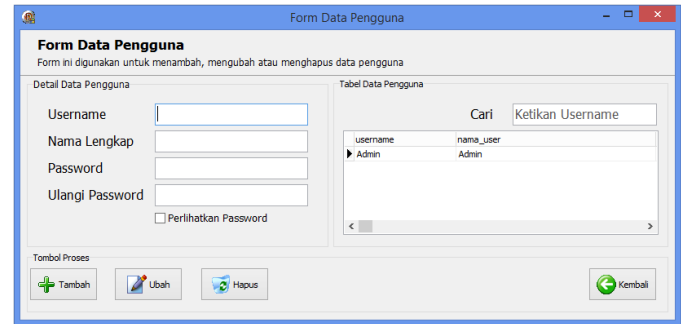 Form Data Pengguna
Form Data Pengguna
Form ini digunakan untuk menambah, mengubah atau menghapus data pengguna
Detail Data Pengguna
Username
Nama Lengkap
Password
Ulangi Password
Perlihatkan Password
Tabel Data Pengguna
Cari Ketikan Username
username nama_user
Admin Admin
Tombol Proses
Tambah Ubah Hapus Kembali